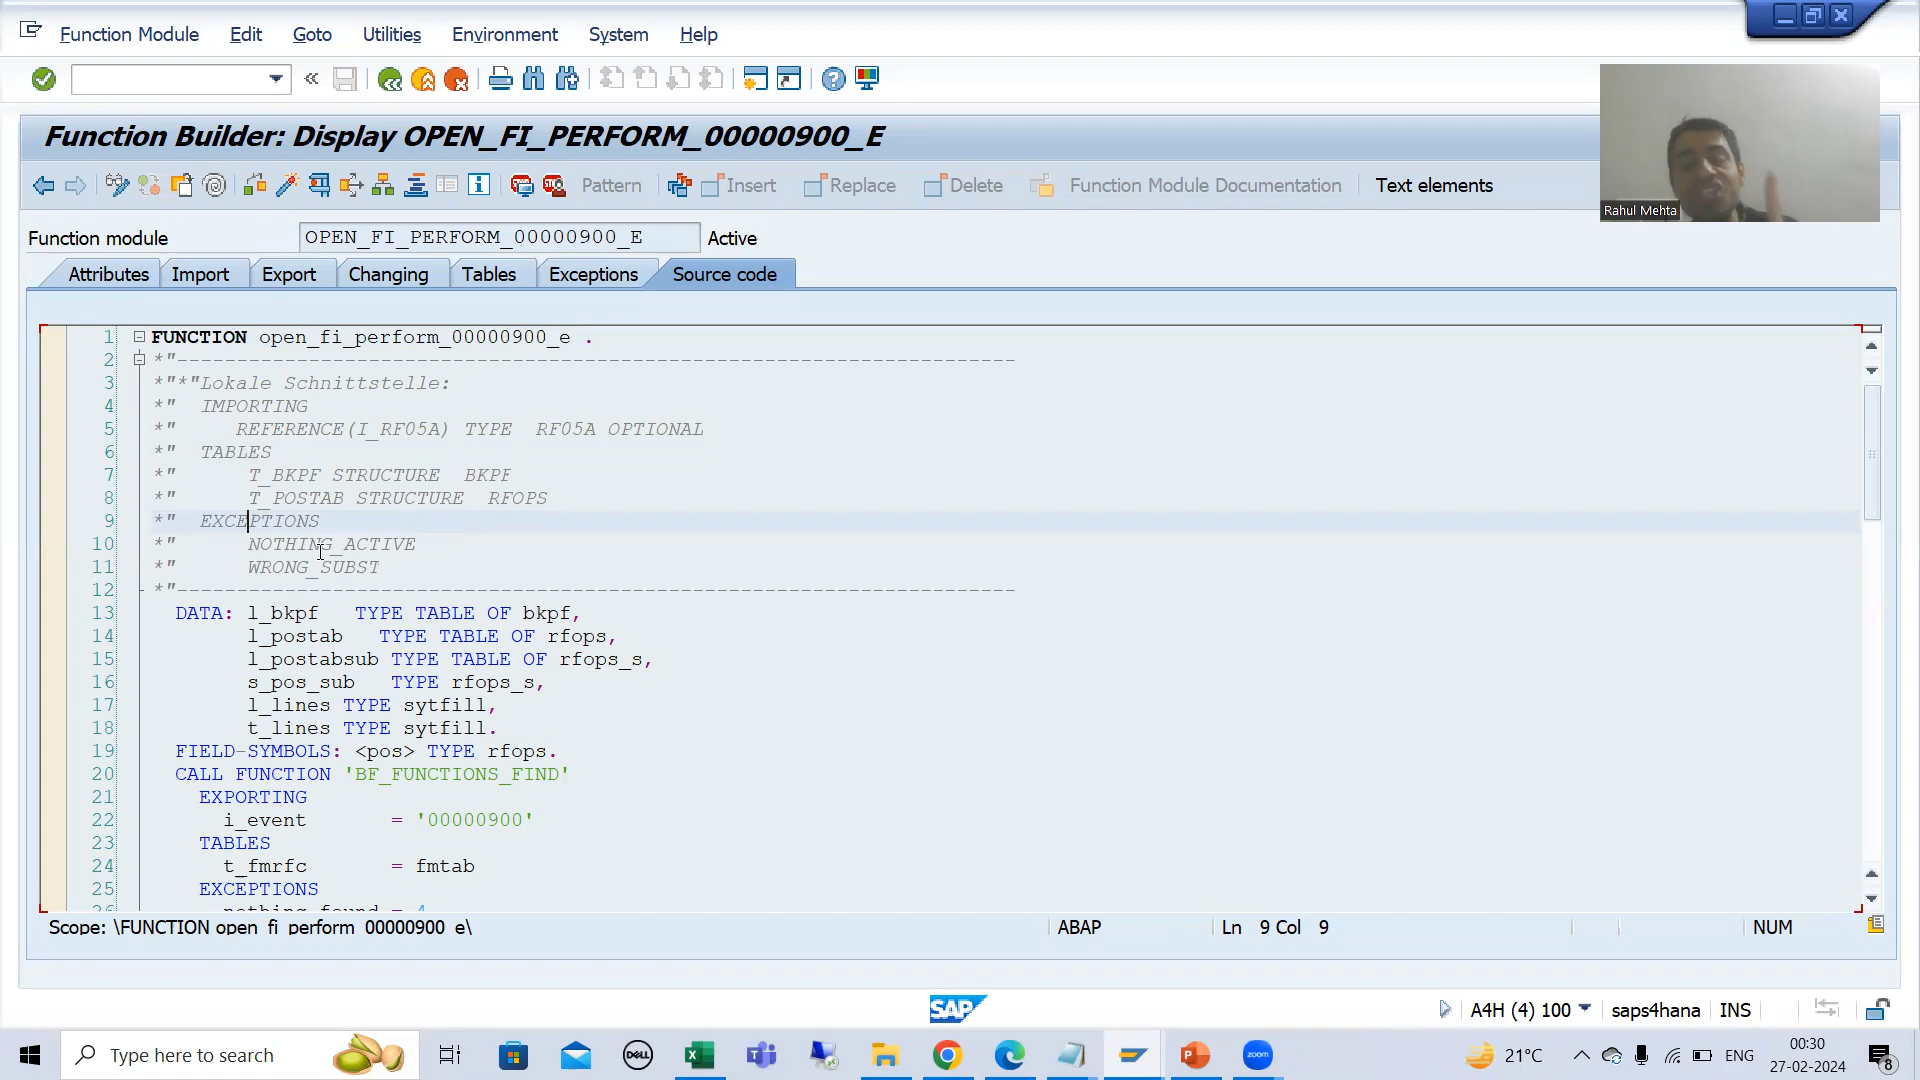 Function Module Edit Goto Utilities Environment System Help
Function Builder: Display OPEN_FI_PERFORM_00000900_E
Pattern Insert Replace Delete Function Module Documentation Text elements
Rahul Mehta
Function module OPEN_FI_PERFORM_00000900_E Active
Attributes Import Export Changing Tables Exceptions Source code
1 FUNCTION open_fi_perform_00000900_e .
2 *"----------------------------------------------------------------------
3 *"*"Lokale Schnittstelle:
4 *" IMPORTING
5 *" REFERENCE(I_RF05A) TYPE RF05A OPTIONAL
6 *" TABLES
7 *" T_BKPF STRUCTURE BKPF
8 *" T_POSTAB STRUCTURE RFOPS
9 *" EXCEPTIONS
10 *" NOTHING_ACTIVE
11 *" WRONG_SUBST
12 *"----------------------------------------------------------------------
13 DATA: l_bkpf TYPE TABLE OF bkpf,
14 l_postab TYPE TABLE OF rfops,
15 l_postabsub TYPE TABLE OF rfops_s,
16 s_pos_sub TYPE rfops_s,
17 l_lines TYPE sytfill,
18 t_lines TYPE sytfill.
19 FIELD-SYMBOLS: <pos> TYPE rfops.
20 CALL FUNCTION 'BF_FUNCTIONS_FIND'
21 EXPORTING
22 i_event = '00000900'
23 TABLES
24 t_fmrfc = fmtab
25 EXCEPTIONS
26 nothing_found = 4
Scope: \FUNCTION open_fi_perform_00000900_e\ ABAP Ln 9 Col 9 NUM
SAP A4H (4) 100 saps4hana INS
Type here to search DELL zoom 21°C ENG 00:30
27-02-2024 8